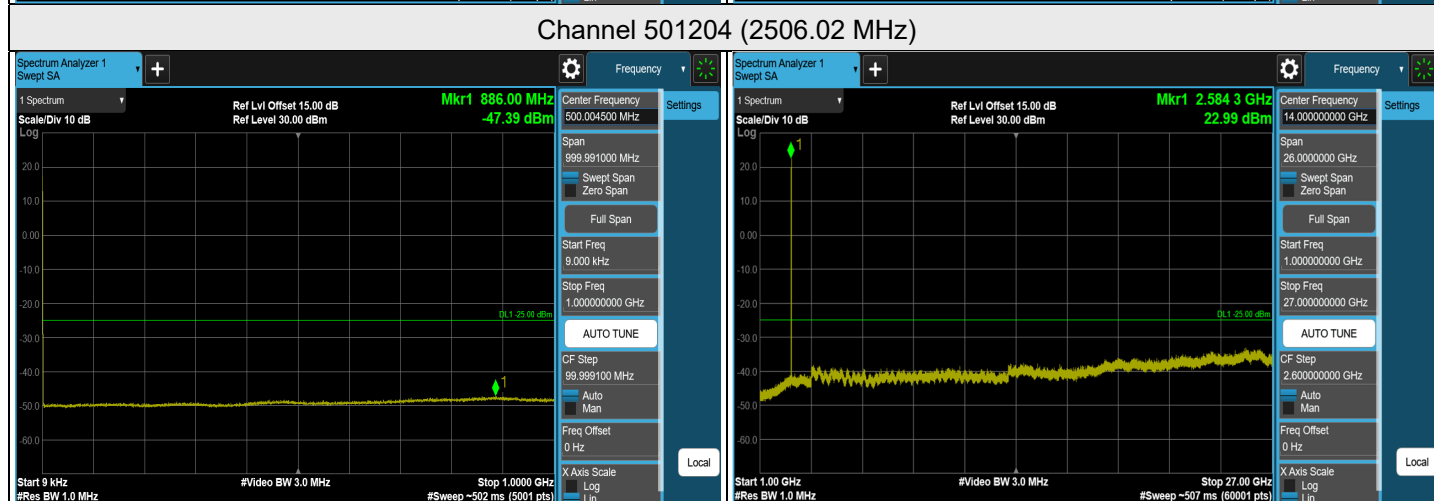 Channel 501204 (2506.02 MHz)
Spectrum Analyzer 1
Swept SA
+
Frequency
1 Spectrum
Scale/Div 10 dB
Log
Ref Lvl Offset 15.00 dB
Ref Level 30.00 dBm
Mkr1 886.00 MHz
-47.39 dBm
1
20.0
10.0
0.00
-10.0
-20.0
-30.0
-40.0
-50.0
-60.0
DL1 -25.00 dBm
Start 9 kHz
#Res BW 1.0 MHz
#Video BW 3.0 MHz
Stop 1.0000 GHz
#Sweep ~502 ms (5001 pts)
Center Frequency
500.004500 MHz
Settings
Span
999.991000 MHz
Swept Span
Zero Span
Full Span
Start Freq
9.000 kHz
Stop Freq
1.000000000 GHz
AUTO TUNE
CF Step
99.999100 MHz
Auto
Man
Freq Offset
0 Hz
X Axis Scale
Log
Lin
Local
Spectrum Analyzer 1
Swept SA
+
Frequency
1 Spectrum
Scale/Div 10 dB
Log
Ref Lvl Offset 15.00 dB
Ref Level 30.00 dBm
Mkr1 2.584 3 GHz
22.99 dBm
1
20.0
10.0
0.00
-10.0
-20.0
-30.0
-40.0
-50.0
-60.0
DL1 -25.00 dBm
Start 1.00 GHz
#Res BW 1.0 MHz
#Video BW 3.0 MHz
Stop 27.00 GHz
#Sweep ~507 ms (60001 pts)
Center Frequency
14.00000000 GHz
Settings
Span
26.0000000 GHz
Swept Span
Zero Span
Full Span
Start Freq
1.000000000 GHz
Stop Freq
27.00000000 GHz
AUTO TUNE
CF Step
2.600000000 GHz
Auto
Man
Freq Offset
0 Hz
X Axis Scale
Log
Lin
Local